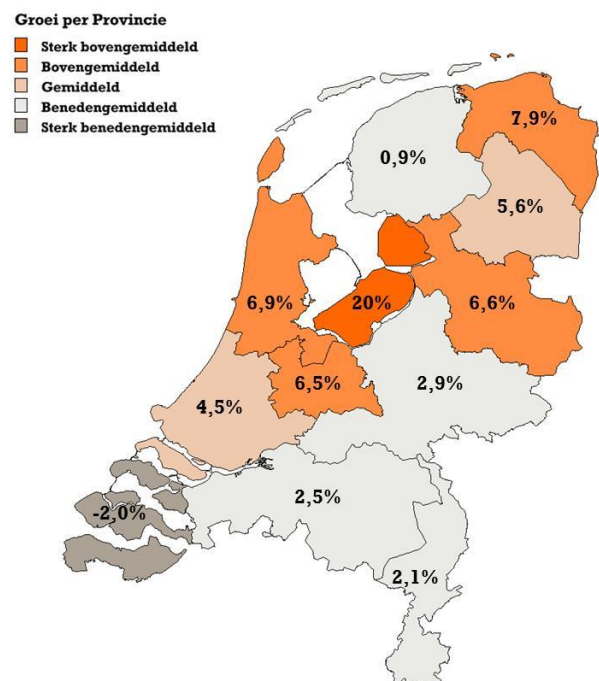 Groei per Provincie
Sterk bovengemiddeld
Bovengemiddeld
Gemiddeld
Benedengemiddeld
Sterk benedengemiddeld
7,9%
0,9%
5,6%
6,9%
20%
6,6%
6,5%
2,9%
4,5%
2,5%
-2,0%
2,1%